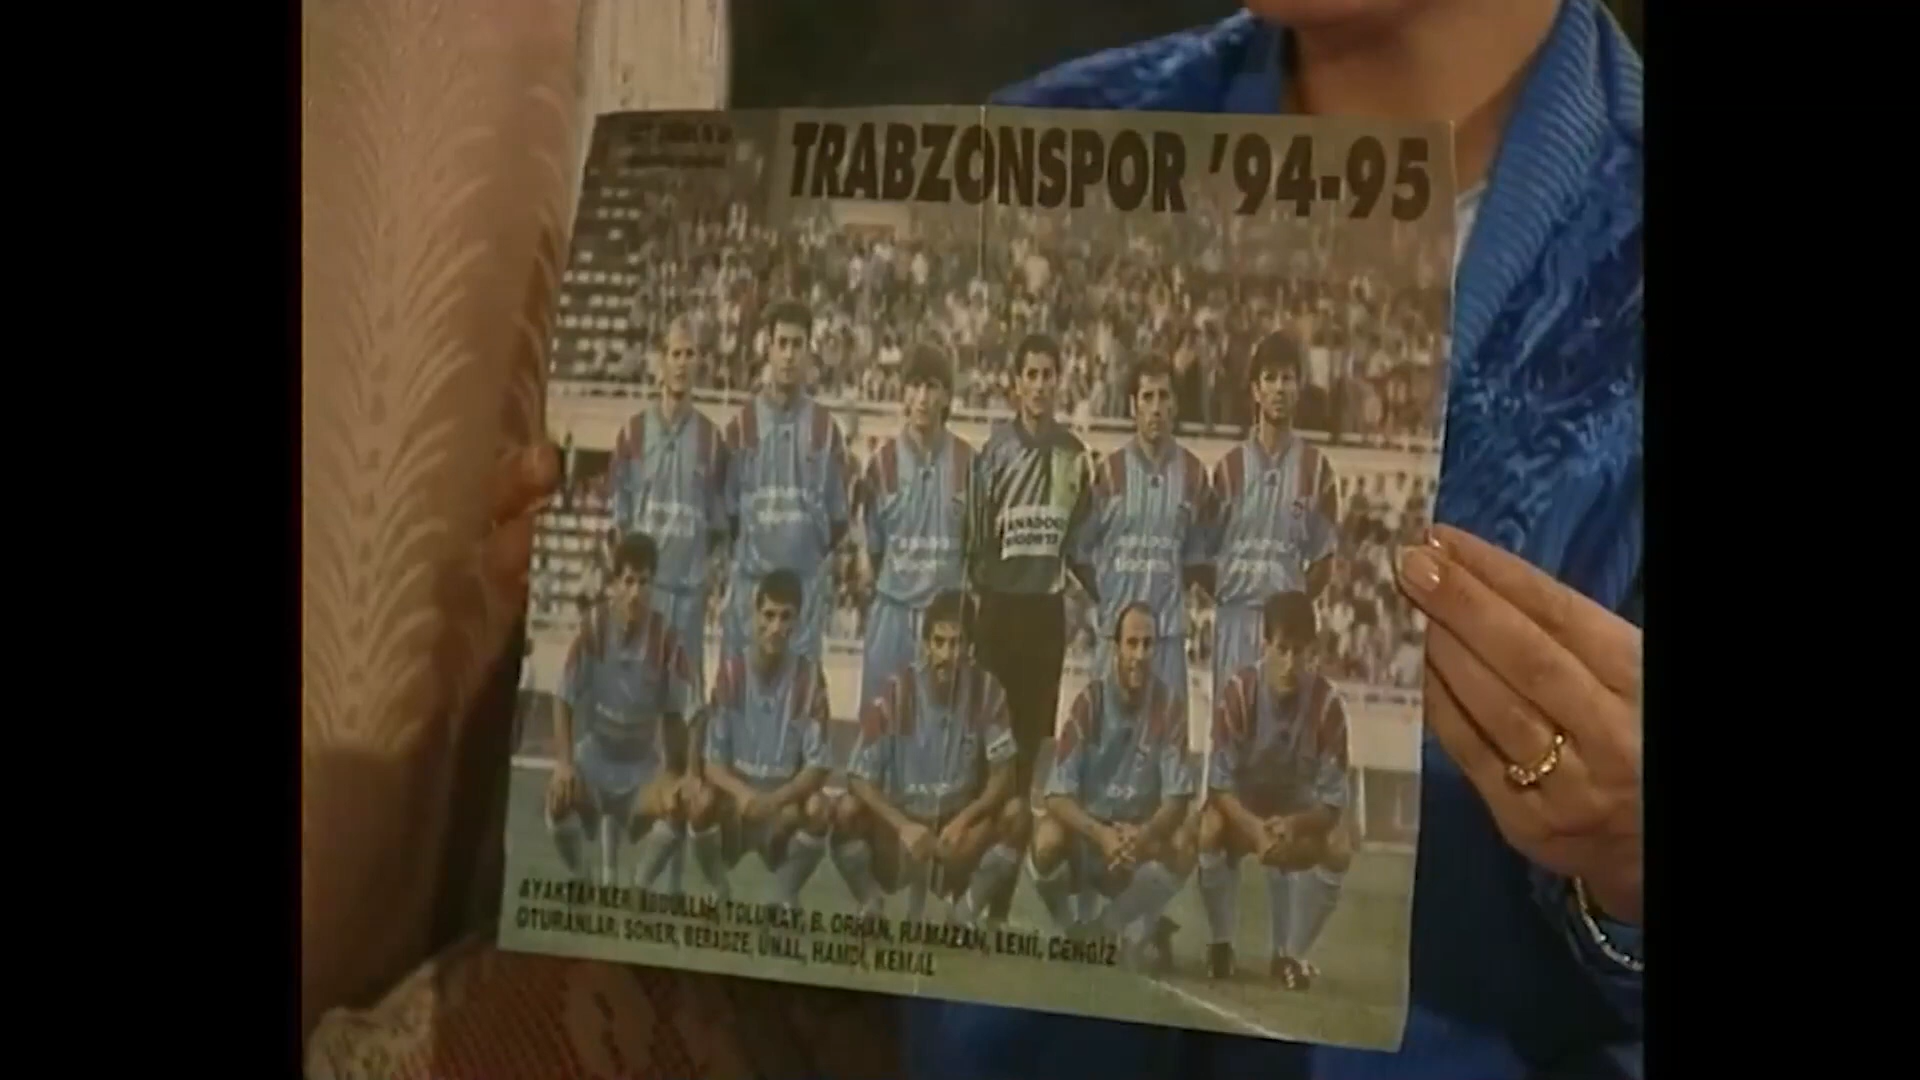 TRABZONSPOR '94-95
AYAKTAKİLER, ABDULLAH, TOLUNAY, B. ORHAN, RAMAZAN, LEMİ, CENGİZ
OTURANLAR, SONER, BERADZE, ÜNAL, HAMDİ, KEMAL